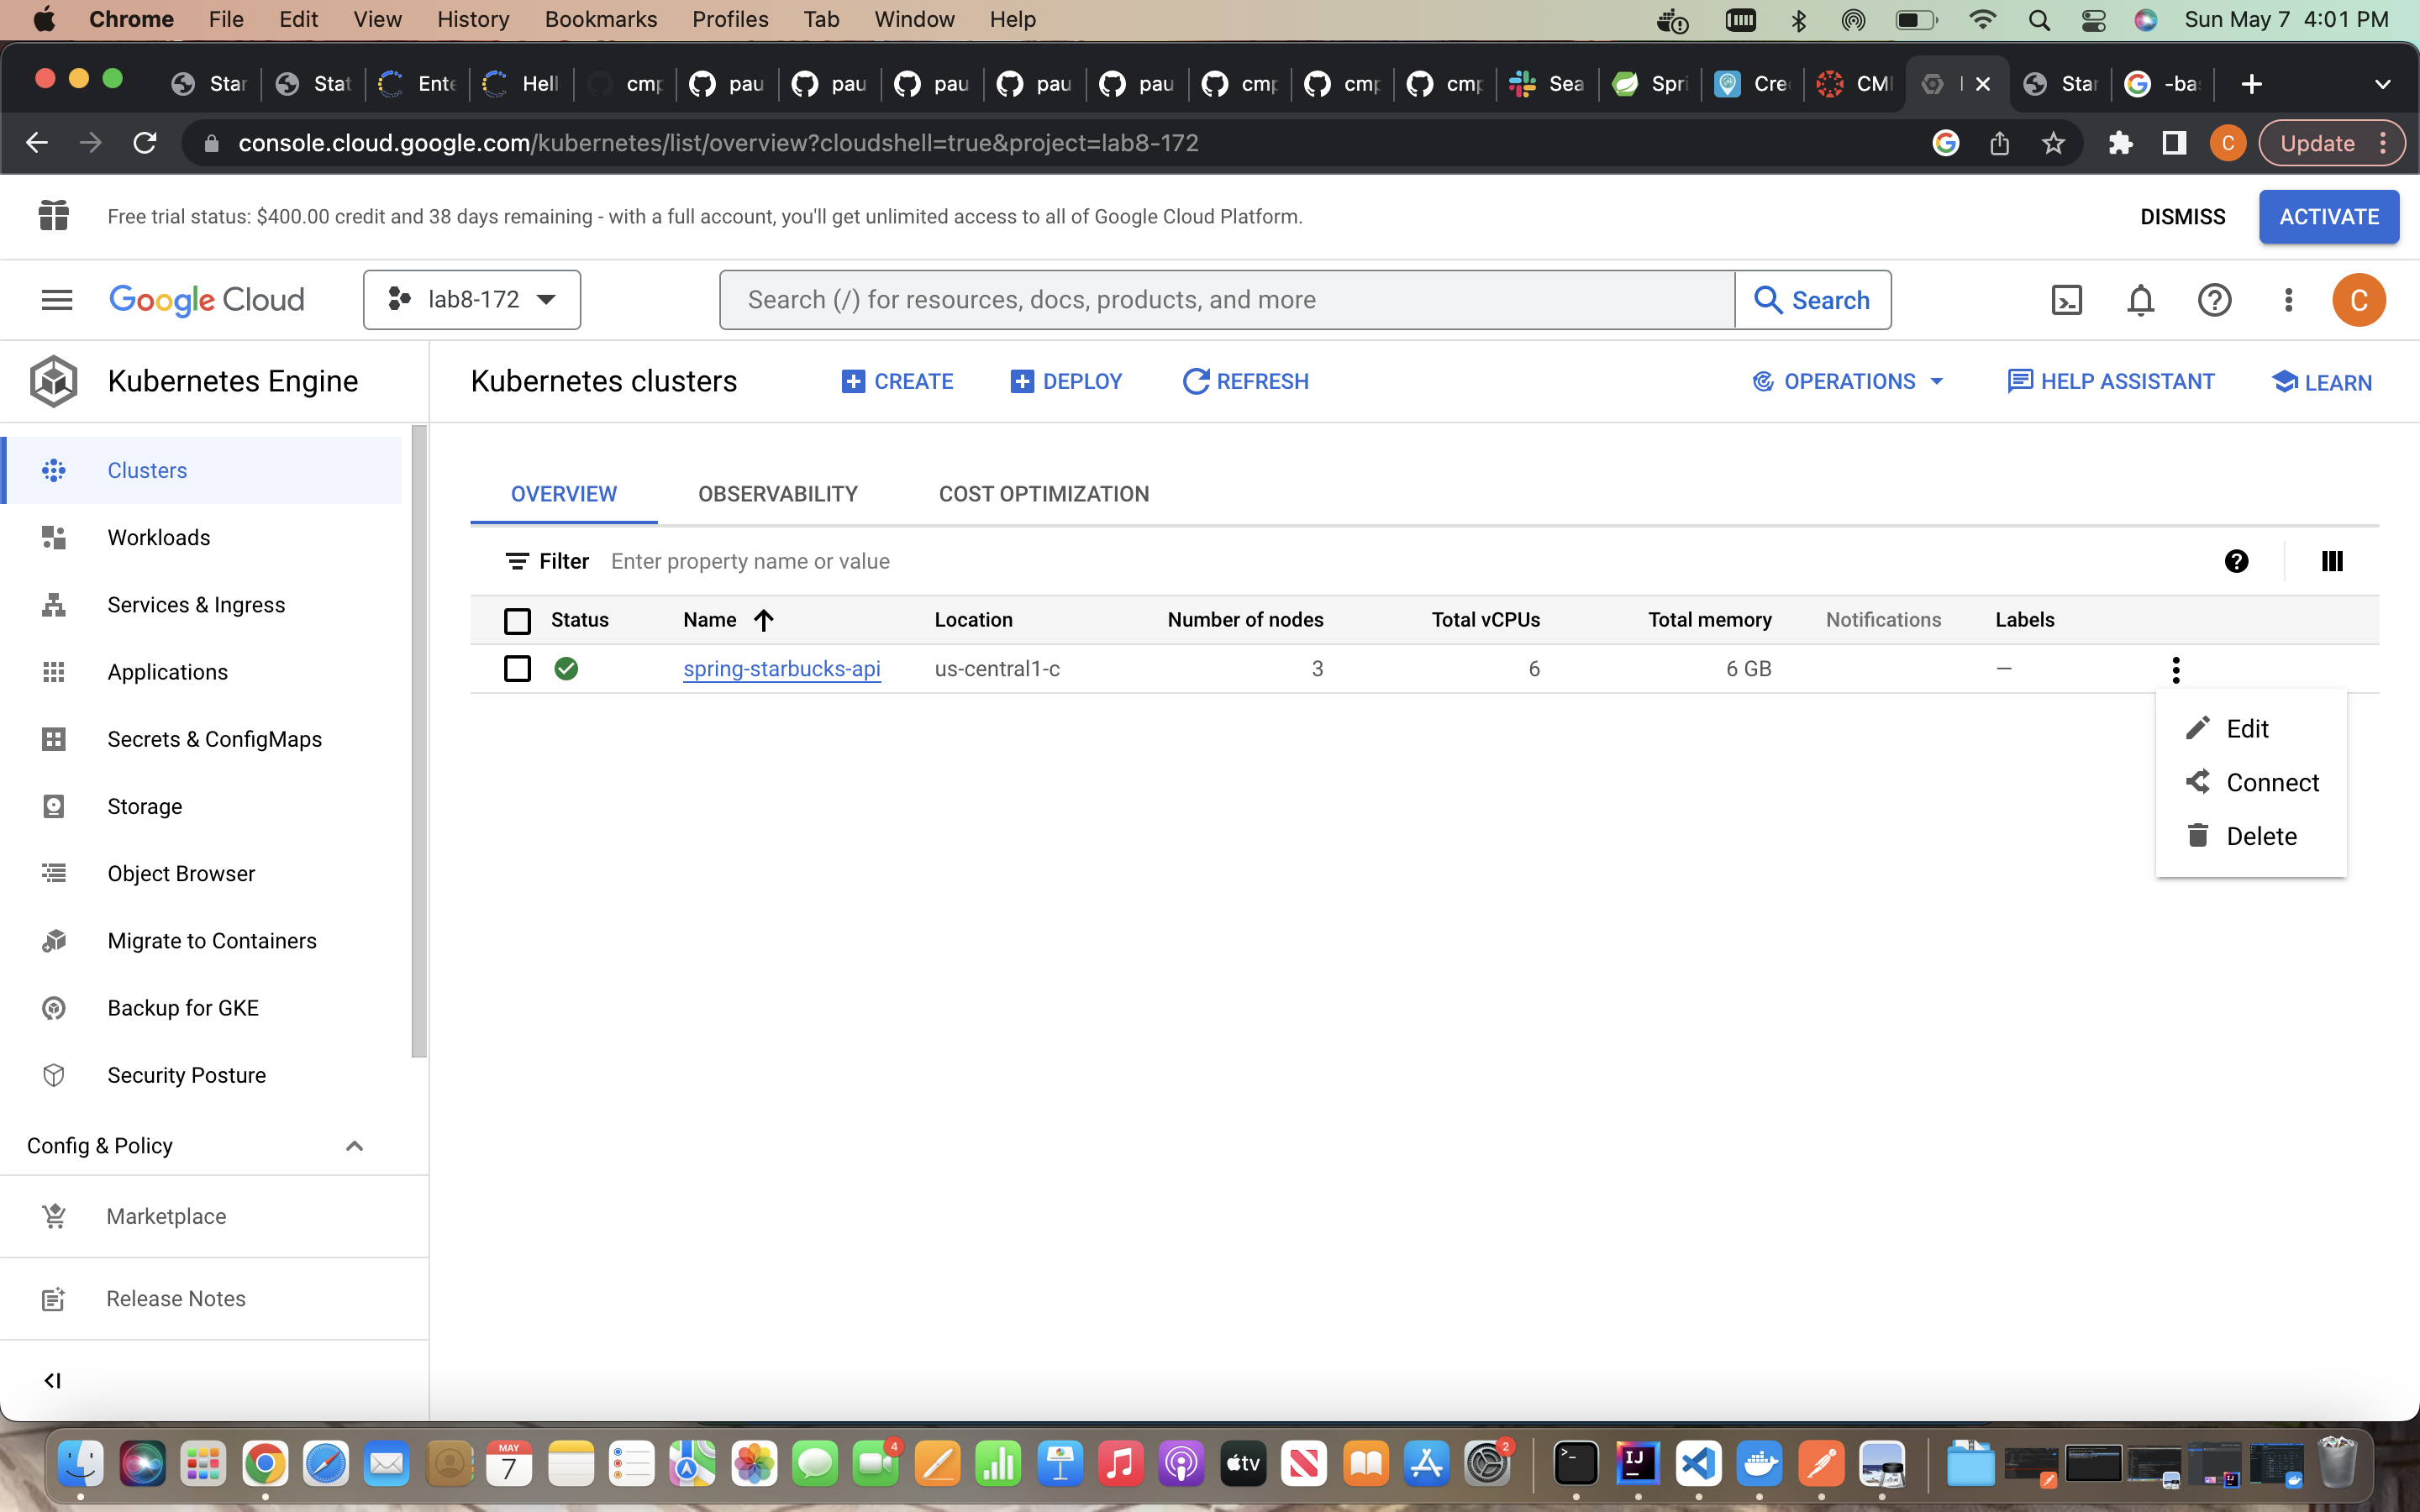 Chrome File Edit View History Bookmarks Profiles Tab Window Help Sun May 7 4:01 PM
Star Stat Ente Hell cmp pau pau pau pau pau cmp cmp cmp Sea Spri Cre CMI Star -bas
console.cloud.google.com/kubernetes/list/overview?cloudshell=true&project=lab8-172 C Update
Free trial status: $400.00 credit and 38 days remaining - with a full account, you'll get unlimited access to all of Google Cloud Platform. DISMISS ACTIVATE
Google Cloud lab8-172 Search (/) for resources, docs, products, and more Search C
Kubernetes Engine Kubernetes clusters CREATE DEPLOY REFRESH OPERATIONS HELP ASSISTANT LEARN
Clusters
Workloads
Services & Ingress
Applications
Secrets & ConfigMaps
Storage
Object Browser
Migrate to Containers
Backup for GKE
Security Posture
Config & Policy
Marketplace
Release Notes
OVERVIEW OBSERVABILITY COST OPTIMIZATION
Filter Enter property name or value
Status Name Location Number of nodes Total vCPUs Total memory Notifications Labels
spring-starbucks-api us-central1-c 3 6 6 GB —
Edit
Connect
Delete
MAY
7
4
tv
2
IJ